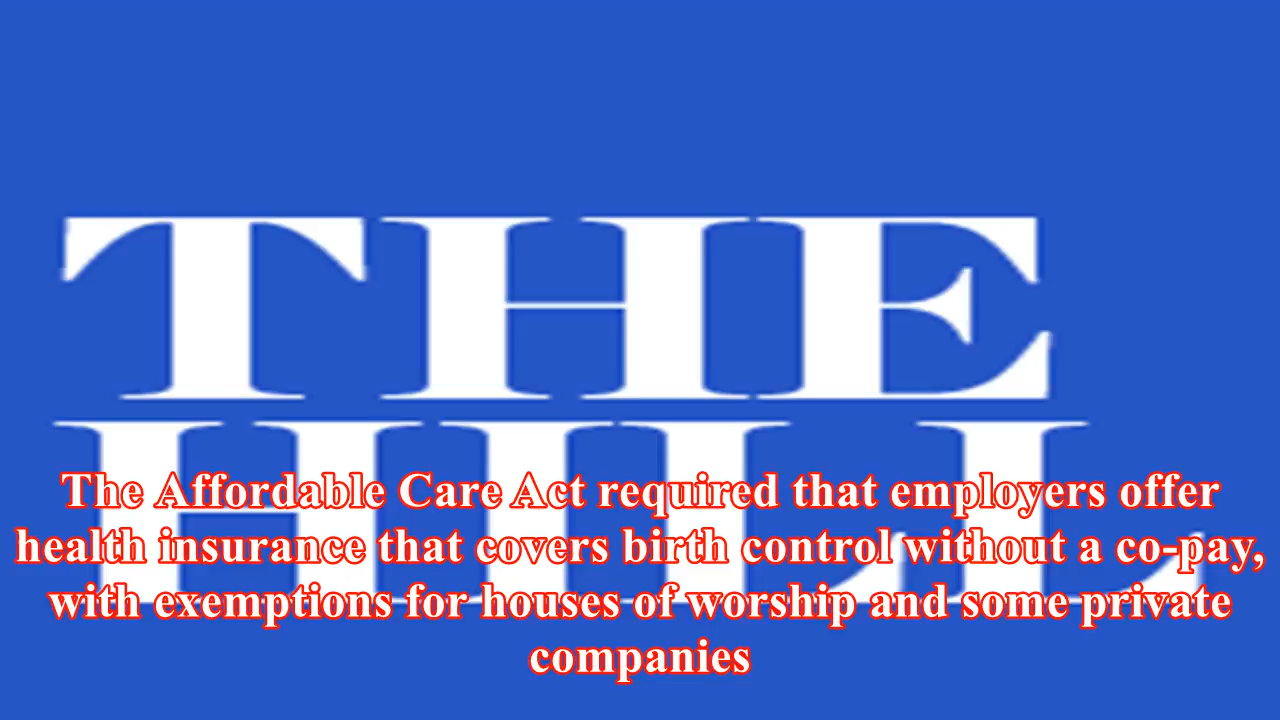 THE
HILL
The Affordable Care Act required that employers offer
health insurance that covers birth control without a co-pay,
with exemptions for houses of worship and some private
companies